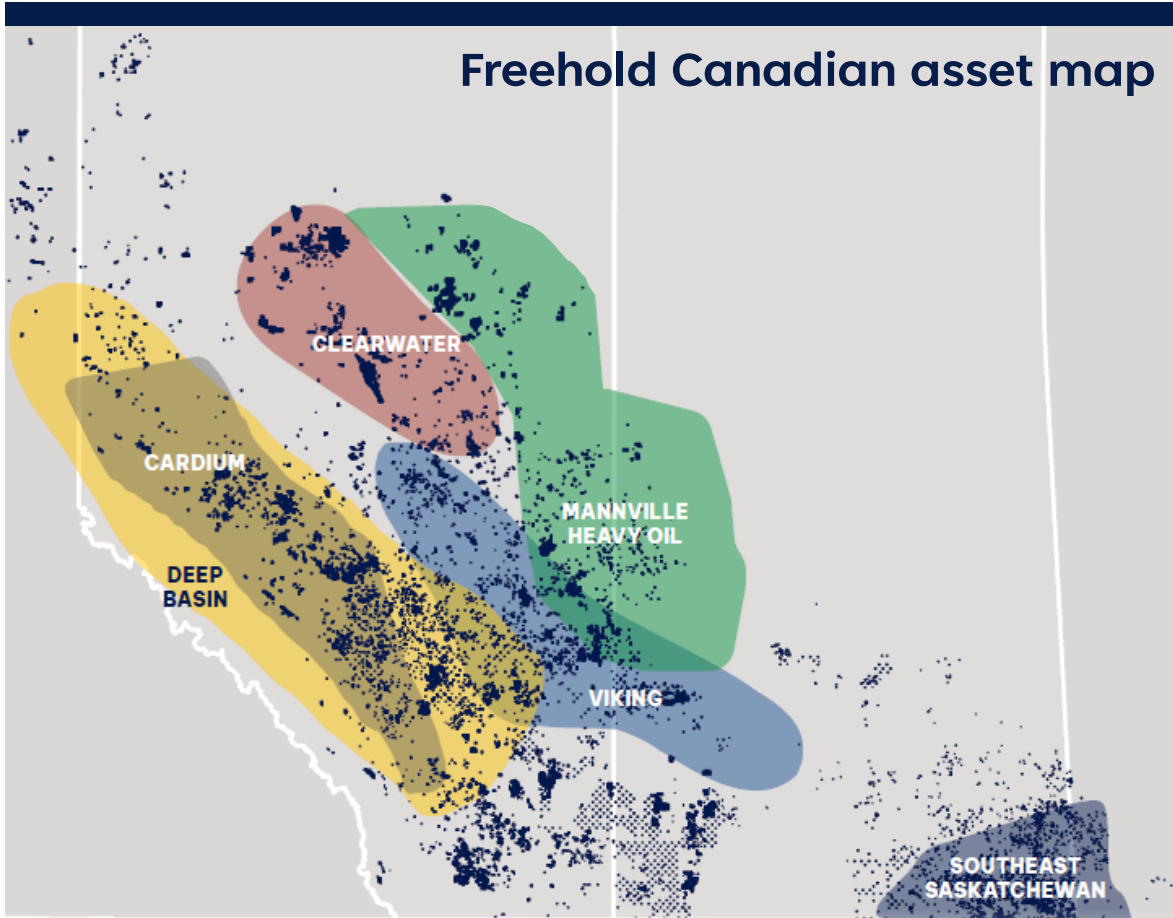 Freehold Canadian asset map
CLEARWATER
CARDIUM
MANNVILLE
HEAVY OIL
DEEP
BASIN
VIKING
SOUTHEAST
SASKATCHEWAN